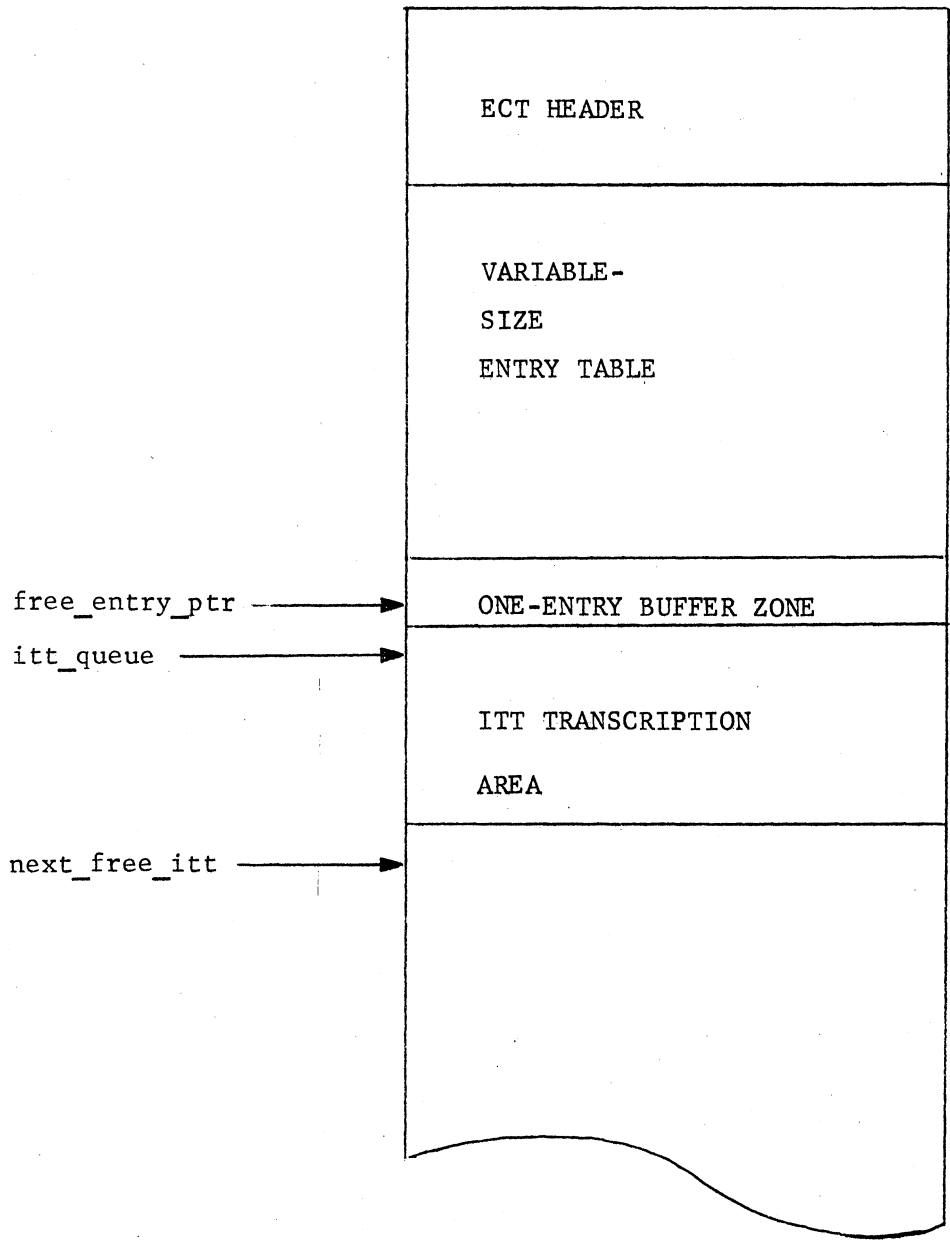 ECT HEADER
VARIABLE-
SIZE
ENTRY TABLE
free_entry_ptr
ONE-ENTRY BUFFER ZONE
itt_queue
ITT TRANSCRIPTION
AREA
next_free_itt